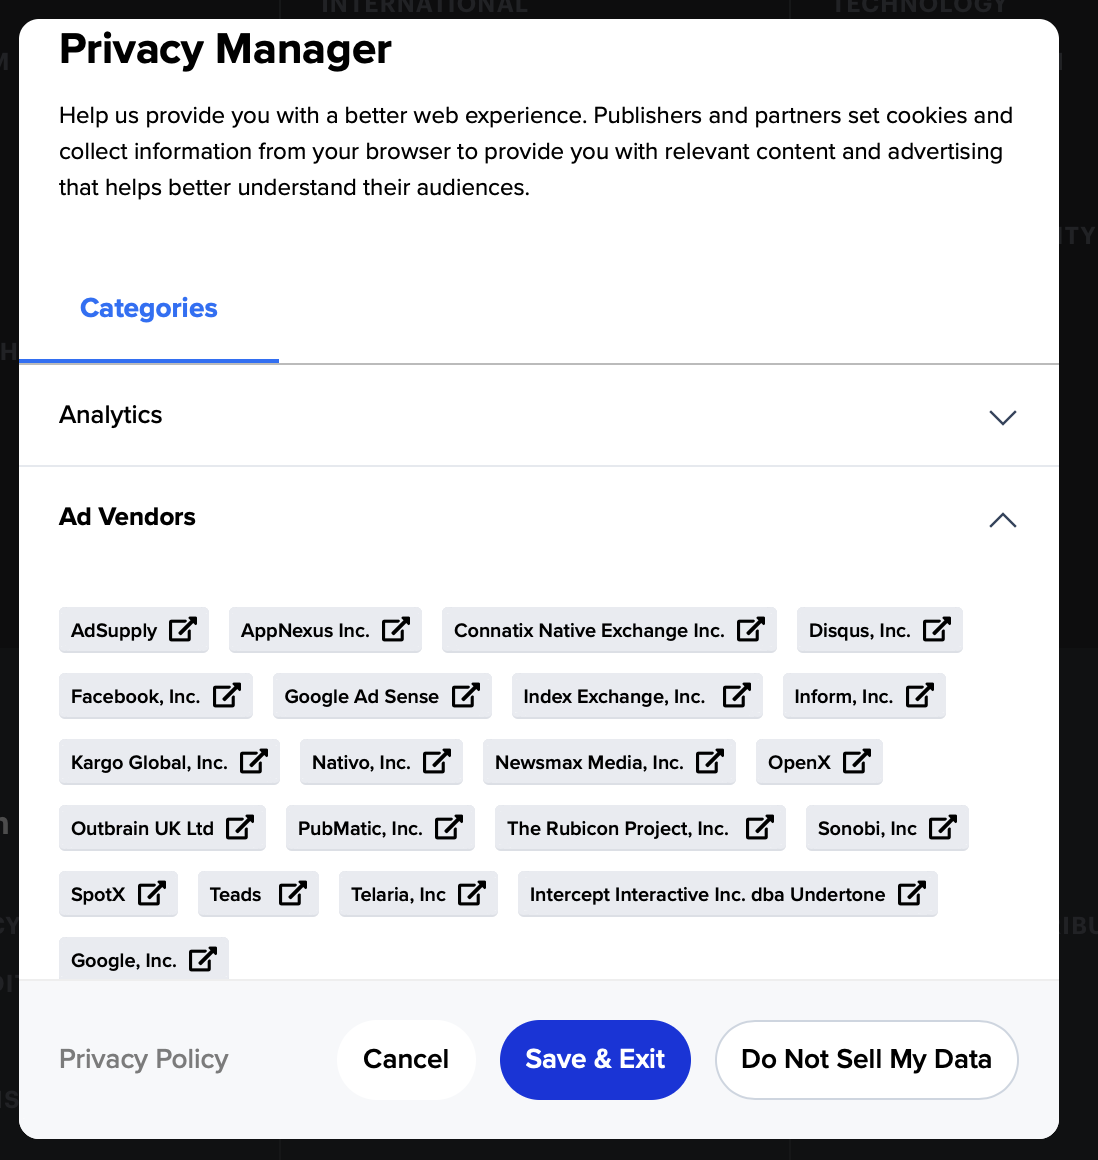 INTERNATIONAL TECHNOLOGY
Privacy Manager
Help us provide you with a better web experience. Publishers and partners set cookies and
collect information from your browser to provide you with relevant content and advertising
that helps better understand their audiences.
Categories
Analytics
Ad Vendors
AdSupply AppNexus Inc. Connatix Native Exchange Inc. Disqus, Inc.
Facebook, Inc. Google Ad Sense Index Exchange, Inc. Inform, Inc.
Kargo Global, Inc. Nativo, Inc. Newsmax Media, Inc. OpenX
Outbrain UK Ltd PubMatic, Inc. The Rubicon Project, Inc. Sonobi, Inc
SpotX Teads Telaria, Inc Intercept Interactive Inc. dba Undertone
Google, Inc.
Privacy Policy Cancel Save & Exit Do Not Sell My Data